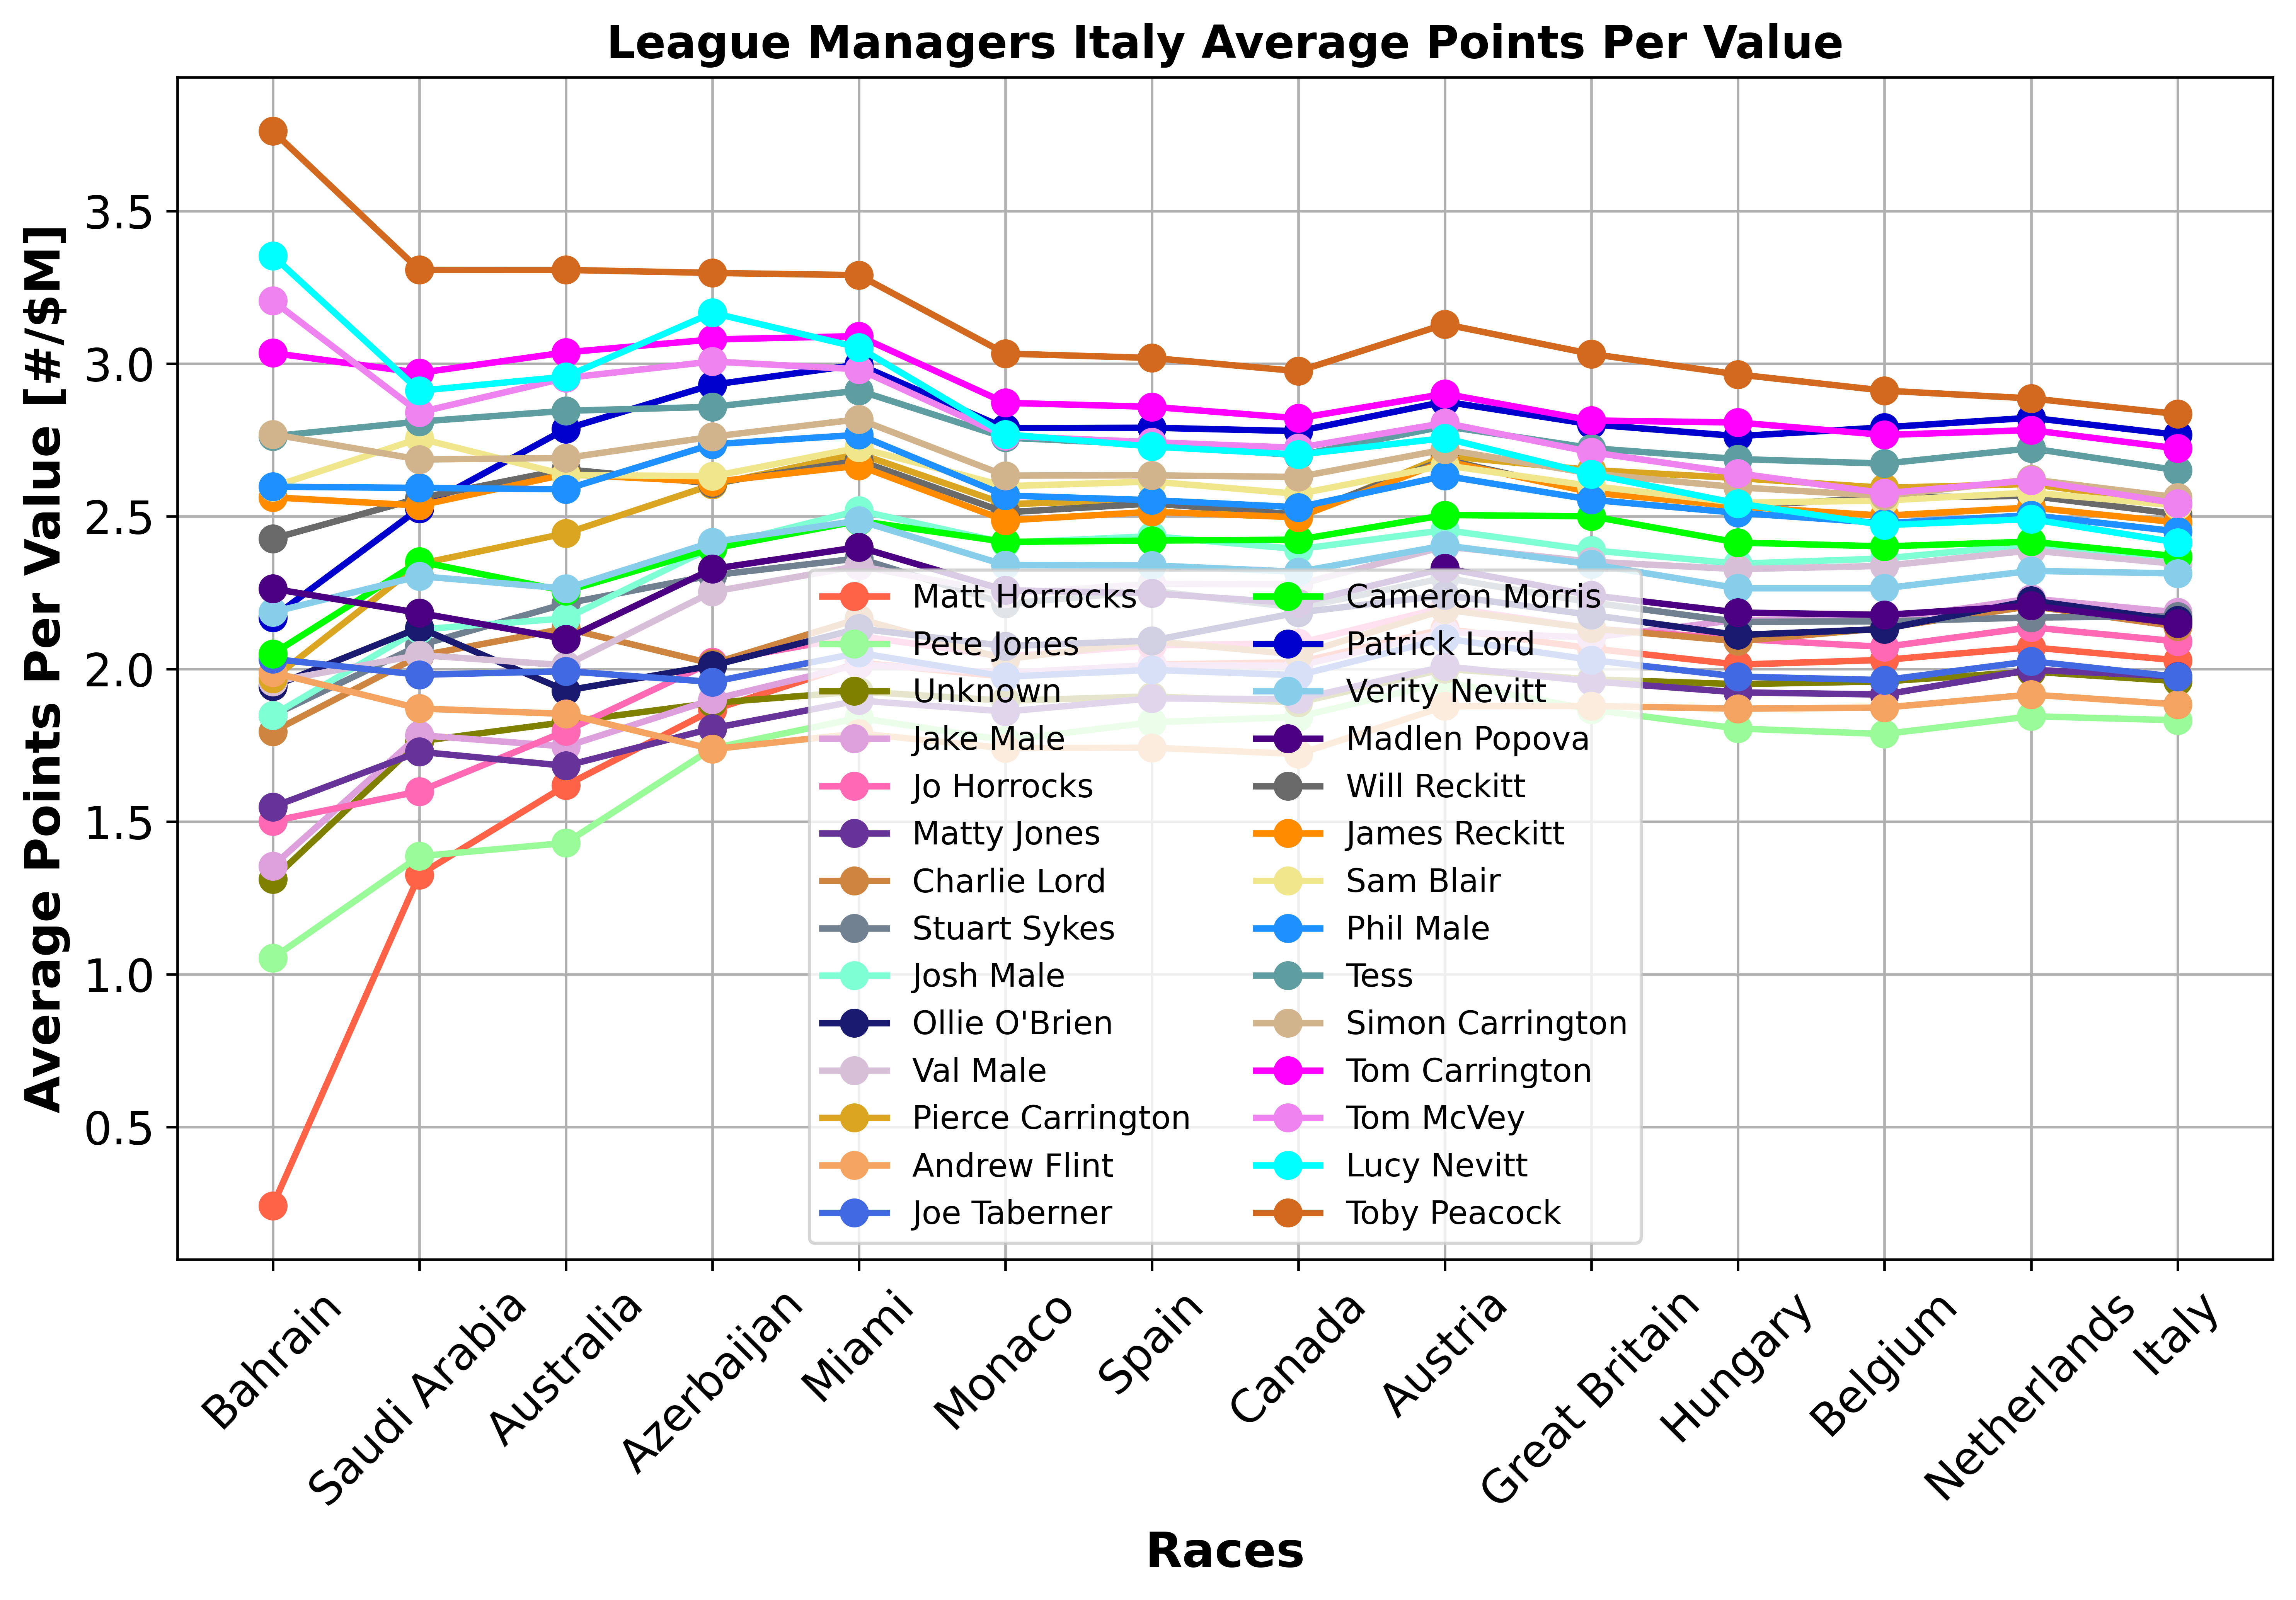 League Managers Italy Average Points Per Value
Average Points Per Value [#/$M]
3.5
3.0
2.5
2.0
1.5
1.0
0.5
Matt Horrocks
Pete Jones
Unknown
Jake Male
Jo Horrocks
Matty Jones
Charlie Lord
Stuart Sykes
Josh Male
Ollie O'Brien
Val Male
Pierce Carrington
Andrew Flint
Joe Taberner
Cameron Morris
Patrick Lord
Verity Nevitt
Madlen Popova
Will Reckitt
James Reckitt
Sam Blair
Phil Male
Tess
Simon Carrington
Tom Carrington
Tom McVey
Lucy Nevitt
Toby Peacock
Bahrain
Saudi Arabia
Australia
Azerbaijan
Miami
Monaco
Spain
Canada
Austria
Great Britain
Hungary
Belgium
Netherlands
Italy
Races